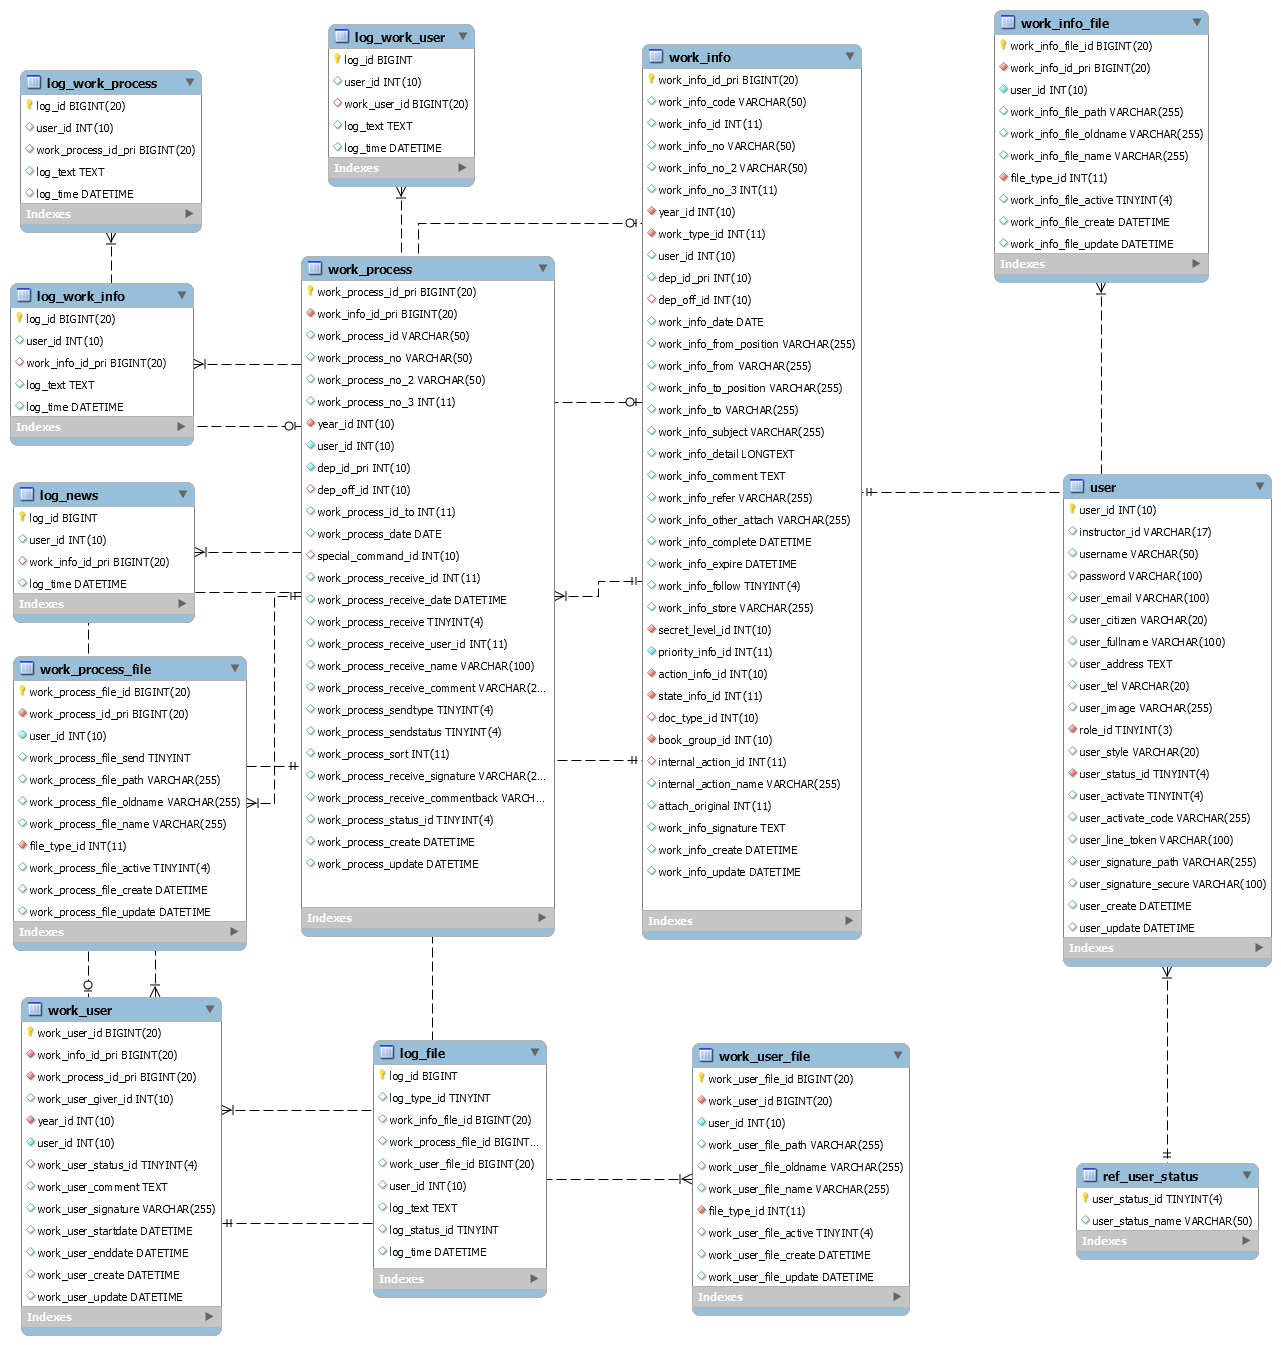 log_work_process
log_id BIGINT(20)
user_id INT(10)
work_process_id_pri BIGINT(20)
log_text TEXT
log_time DATETIME
Indexes
log_work_user
log_id BIGINT
user_id INT(10)
work_user_id BIGINT(20)
log_text TEXT
log_time DATETIME
Indexes
log_work_info
log_id BIGINT(20)
user_id INT(10)
work_info_id_pri BIGINT(20)
log_text TEXT
log_time DATETIME
Indexes
log_news
log_id BIGINT
user_id INT(10)
work_info_id_pri BIGINT(20)
log_time DATETIME
Indexes
work_process_file
work_process_file_id BIGINT(20)
work_process_id_pri BIGINT(20)
user_id INT(10)
work_process_file_send TINYINT
work_process_file_path VARCHAR(255)
work_process_file_oldname VARCHAR(255)
work_process_file_name VARCHAR(255)
file_type_id INT(11)
work_process_file_active TINYINT(4)
work_process_file_create DATETIME
work_process_file_update DATETIME
Indexes
work_user
work_user_id BIGINT(20)
work_info_id_pri BIGINT(20)
work_process_id_pri BIGINT(20)
work_user_giver_id INT(10)
year_id INT(10)
user_id INT(10)
work_user_status_id TINYINT(4)
work_user_comment TEXT
work_user_signature VARCHAR(255)
work_user_startdate DATETIME
work_user_enddate DATETIME
work_user_create DATETIME
work_user_update DATETIME
Indexes
work_process
work_process_id_pri BIGINT(20)
work_info_id_pri BIGINT(20)
work_process_id VARCHAR(50)
work_process_no VARCHAR(50)
work_process_no_2 VARCHAR(50)
work_process_no_3 INT(11)
year_id INT(10)
user_id INT(10)
dep_id_pri INT(10)
dep_off_id INT(10)
work_process_id_to INT(11)
work_process_date DATE
special_command_id INT(10)
work_process_receive_id INT(11)
work_process_receive_date DATETIME
work_process_receive TINYINT(4)
work_process_receive_user_id INT(11)
work_process_receive_name VARCHAR(100)
work_process_receive_comment VARCHAR(2...
work_process_sendtype TINYINT(4)
work_process_sendstatus TINYINT(4)
work_process_sort INT(11)
work_process_receive_signature VARCHAR(2...
work_process_receive_commentback VARCH...
work_process_status_id TINYINT(4)
work_process_create DATETIME
work_process_update DATETIME
Indexes
log_file
log_id BIGINT
log_type_id TINYINT
work_info_file_id BIGINT(20)
work_process_file_id BIGINT...
work_user_file_id BIGINT(20)
user_id INT(10)
log_text TEXT
log_status_id TINYINT
log_time DATETIME
Indexes
work_info
work_info_id_pri BIGINT(20)
work_info_code VARCHAR(50)
work_info_id INT(11)
work_info_no VARCHAR(50)
work_info_no_2 VARCHAR(50)
work_info_no_3 INT(11)
year_id INT(10)
work_type_id INT(11)
user_id INT(10)
dep_id_pri INT(10)
dep_off_id INT(10)
work_info_date DATE
work_info_from_position VARCHAR(255)
work_info_from VARCHAR(255)
work_info_to_position VARCHAR(255)
work_info_to VARCHAR(255)
work_info_subject VARCHAR(255)
work_info_detail LONGTEXT
work_info_comment TEXT
work_info_refer VARCHAR(255)
work_info_other_attach VARCHAR(255)
work_info_complete DATETIME
work_info_expire DATETIME
work_info_follow TINYINT(4)
work_info_store VARCHAR(255)
secret_level_id INT(10)
priority_info_id INT(11)
action_info_id INT(10)
state_info_id INT(11)
doc_type_id INT(10)
book_group_id INT(10)
internal_action_id INT(11)
internal_action_name VARCHAR(255)
attach_original INT(11)
work_info_signature TEXT
work_info_create DATETIME
work_info_update DATETIME
Indexes
work_user_file
work_user_file_id BIGINT(20)
work_user_id BIGINT(20)
user_id INT(10)
work_user_file_path VARCHAR(255)
work_user_file_oldname VARCHAR(255)
work_user_file_name VARCHAR(255)
file_type_id INT(11)
work_user_file_active TINYINT(4)
work_user_file_create DATETIME
work_user_file_update DATETIME
Indexes
work_info_file
work_info_file_id BIGINT(20)
work_info_id_pri BIGINT(20)
user_id INT(10)
work_info_file_path VARCHAR(255)
work_info_file_oldname VARCHAR(255)
work_info_file_name VARCHAR(255)
file_type_id INT(11)
work_info_file_active TINYINT(4)
work_info_file_create DATETIME
work_info_file_update DATETIME
Indexes
user
user_id INT(10)
instructor_id VARCHAR(17)
username VARCHAR(50)
password VARCHAR(100)
user_email VARCHAR(100)
user_citizen VARCHAR(20)
user_fullname VARCHAR(100)
user_address TEXT
user_tel VARCHAR(20)
user_image VARCHAR(255)
role_id TINYINT(3)
user_style VARCHAR(20)
user_status_id TINYINT(4)
user_activate TINYINT(4)
user_activate_code VARCHAR(255)
user_line_token VARCHAR(100)
user_signature_path VARCHAR(255)
user_signature_secure VARCHAR(100)
user_create DATETIME
user_update DATETIME
Indexes
ref_user_status
user_status_id TINYINT(4)
user_status_name VARCHAR(50)
Indexes